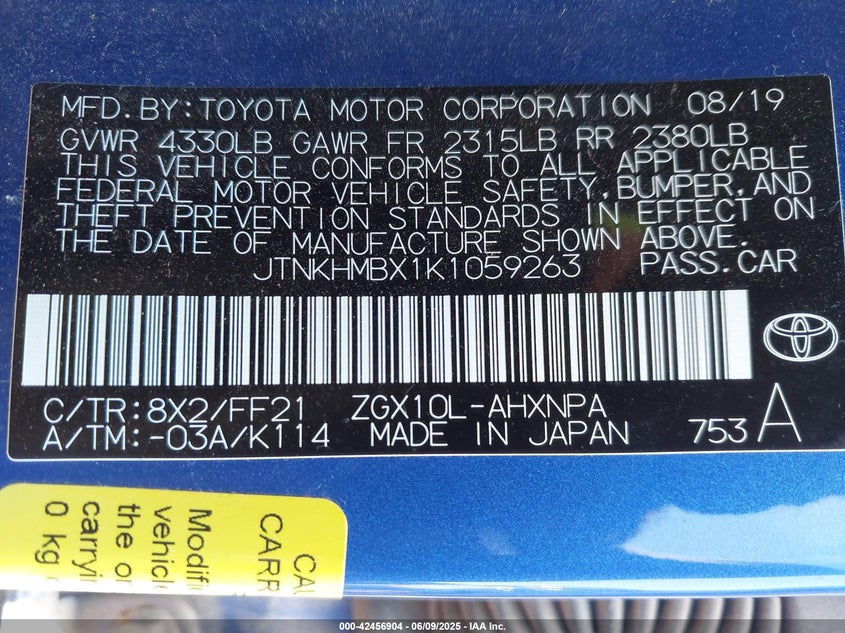 MFD.BY:TOYOTA MOTOR CORPORATION 08/19
GVWR 4330LB GAWR FR 2315LB RR 2380LB
THIS VEHICLE CONFORMS TO ALL APPLICABLE
FEDERAL MOTOR VEHICLE SAFETY,BUMPER,AND
THEFT PREVENTION STANDARDS IN EFFECT ON
THE DATE OF MANUFACTURE SHOWN ABOVE.
JTNKHMBX1K1059263 PASS.CAR
C/TR:8X2/FF21 ZGX10L-AHXNPA
A/TM:-03A/K114 MADE IN JAPAN 753 A
CARR
Modifi
vehicle
the or
carryi
0 kg
000-42456904 - 06/09/2025 - IAA Inc.